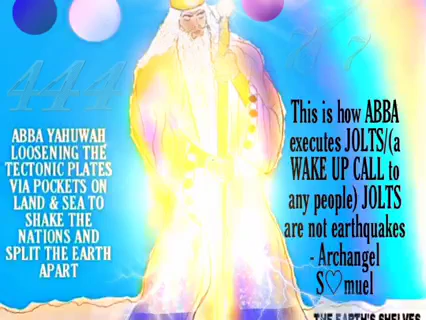 444
ABBA YAHUWAH
LOOSENING THE
TECTONIC PLATES
VIA POCKETS ON
LAND & SEA TO
SHAKE THE
NATIONS AND
SPLIT THE EARTH
APART
This is how ABBA
executes JOLTS/(a
WAKE UP CALL to
any people) JOLTS
are not earthquakes
- Archangel
S♡muel
THE EARTH'S SHELVES